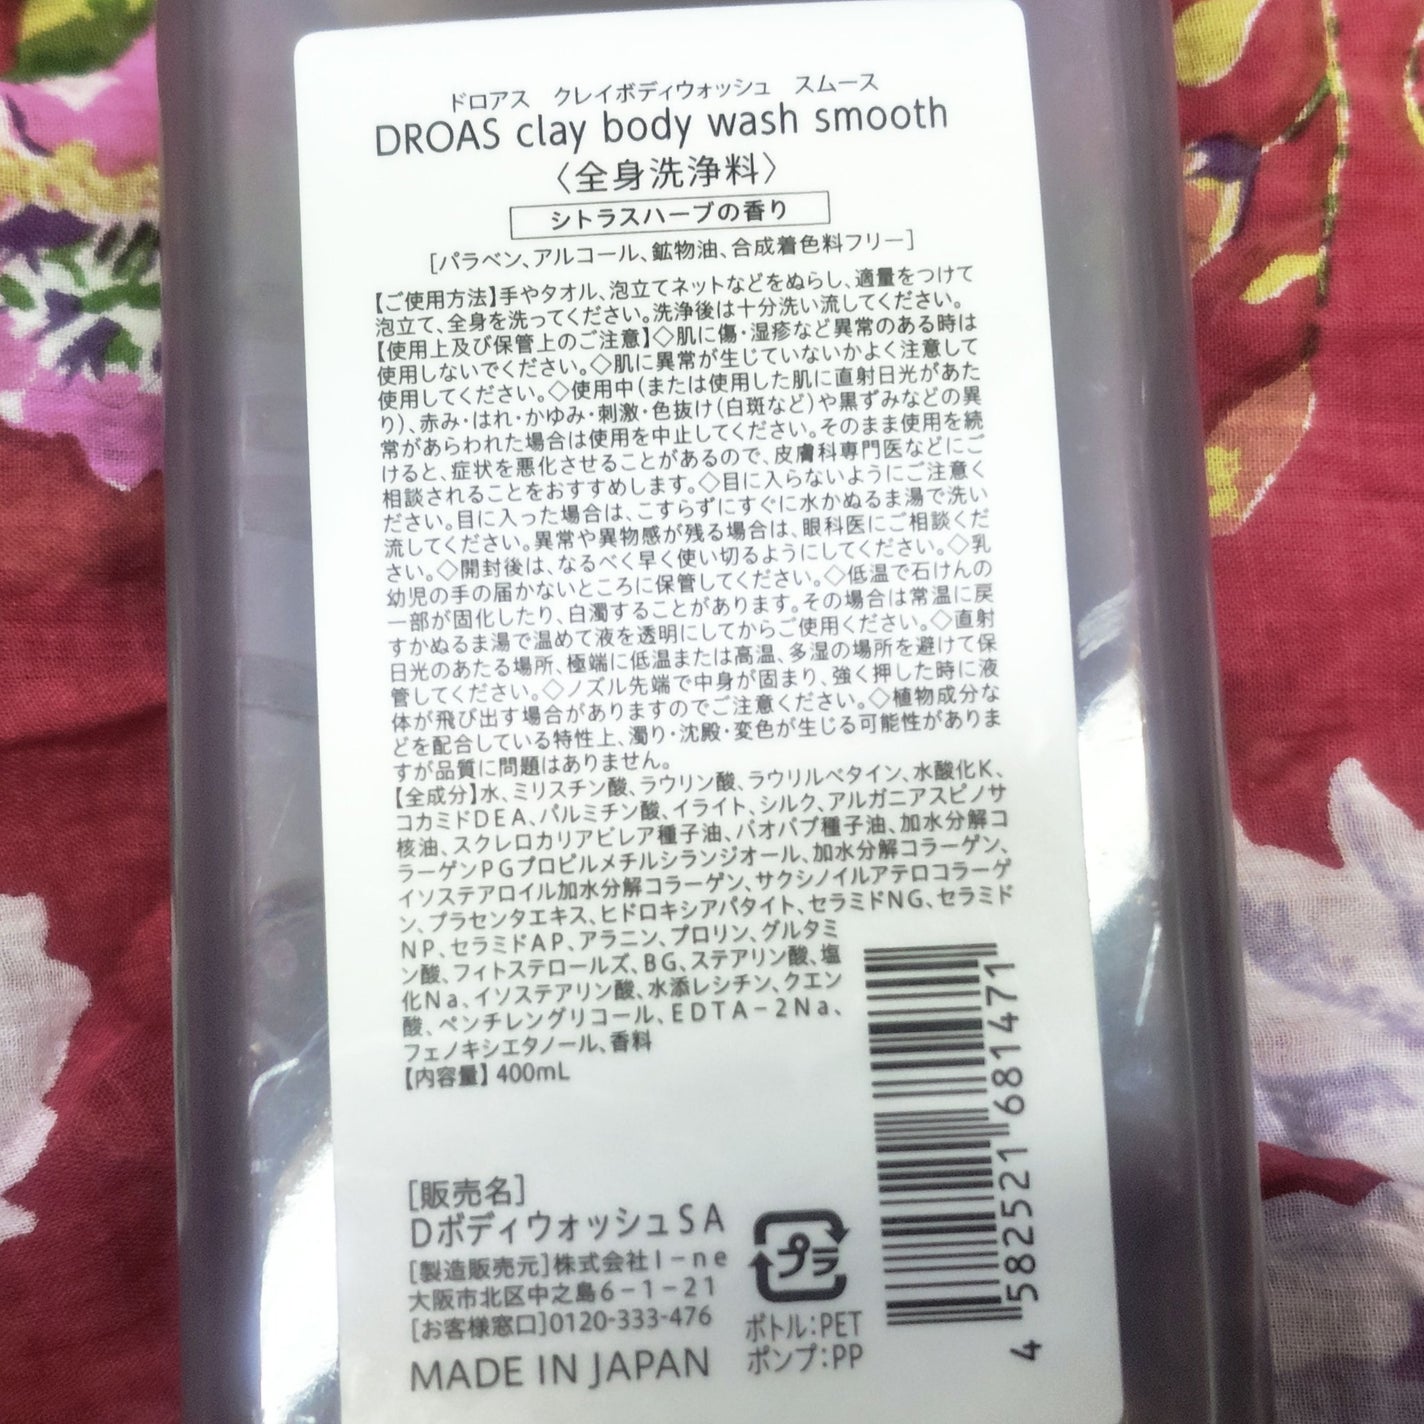 ドロアス クレイボディウォッシュ スムース
DROAS clay body wash smooth
〈全身洗浄料〉
シトラスハーブの香り
[パラベン、アルコール、鉱物油、合成着色料フリー]
【ご使用方法】手やタオル、泡立てネットなどをぬらし、適量をつけて
泡立て、全身を洗ってください。洗浄後は十分洗い流してください。
【使用上及び保管上のご注意】◇肌に傷・湿疹など異常のある時は
使用しないでください。◇肌に異常が生じていないかよく注意して
使用してください。◇使用中(または使用した肌に直射日光があた
り)、赤み・はれ・かゆみ・刺激・色抜け(白斑など)や黒ずみなどの異
常があらわれた場合は使用を中止してください。そのまま使用を続
けると、症状を悪化させることがあるので、皮膚科専門医などにご
相談されることをおすすめします。◇目に入らないようにご注意く
ださい。目に入った場合は、こすらずにすぐに水かぬるま湯で洗い
流してください。異常や異物感が残る場合は、眼科医にご相談くだ
さい。◇開封後は、なるべく早く使い切るようにしてください。◇乳
幼児の手の届かないところに保管してください。◇低温で石けんの
一部が固化したり、白濁することがあります。その場合は常温に戻
すかぬるま湯で温めて液を透明にしてからご使用ください。◇直射
日光のあたる場所、極端に低温または高温、多湿の場所を避けて保
管してください。◇ノズル先端で中身が固まり、強く押した時に液
体が飛び出す場合がありますのでご注意ください。◇植物成分な
どを配合している特性上、濁り・沈殿・変色が生じる可能性がありま
すが品質に問題はありません。
【全成分】水、ミリスチン酸、ラウリン酸、ラウリルベタイン、水酸化K、
コカミドDEA、パルミチン酸、イライト、シルク、アルガニアスピノサ
核油、スクレロカリアビレア種子油、バオバブ種子油、加水分解コ
ラーゲンPGプロピルメチルシランジオール、加水分解コラーゲン、
イソステアロイル加水分解コラーゲン、サクシノイルアテロコラーゲ
ン、プラセンタエキス、ヒドロキシアパタイト、セラミドNG、セラミド
NP、セラミドAP、アラニン、プロリン、グルタミ
ン酸、フィトステロールズ、BG、ステアリン酸、塩
化Na、イソステアリン酸、水添レシチン、クエン
酸、ペンチレングリコール、EDTA－2Na、
フェノキシエタノール、香料
【内容量】400mL
[販売名]
DボディウォッシュSA
[製造販売元]株式会社I－ne
大阪市北区中之島6－1－21
[お客様窓口]0120-333-476
MADE IN JAPAN
プラ
ボトル：PET
ポンプ：PP
4 582521 681471